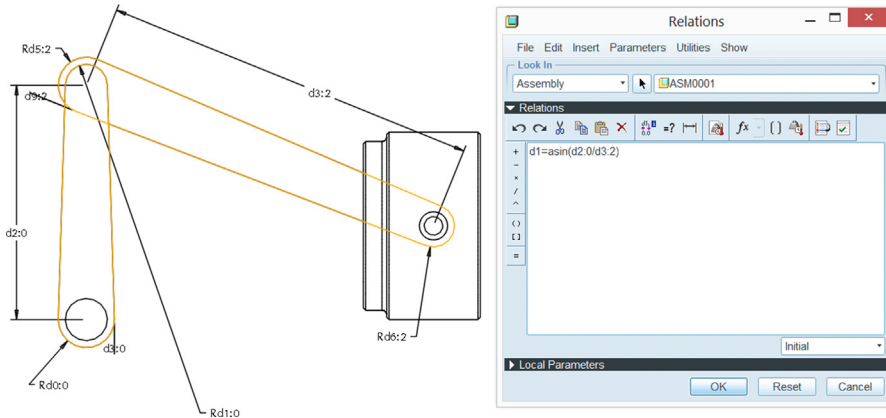 Rd5:2
d9:2
d3:2
d2:0
d3:0
Rd0:0
Rd6:2
Rd1:0
Relations
File Edit Insert Parameters Utilities Show
Look In
Assembly ASM0001
Relations
=? fx ( )
+
-
×
/
^
( )
[ ]
=
d1=asin(d2:0/d3:2)
Initial
Local Parameters
OK Reset Cancel